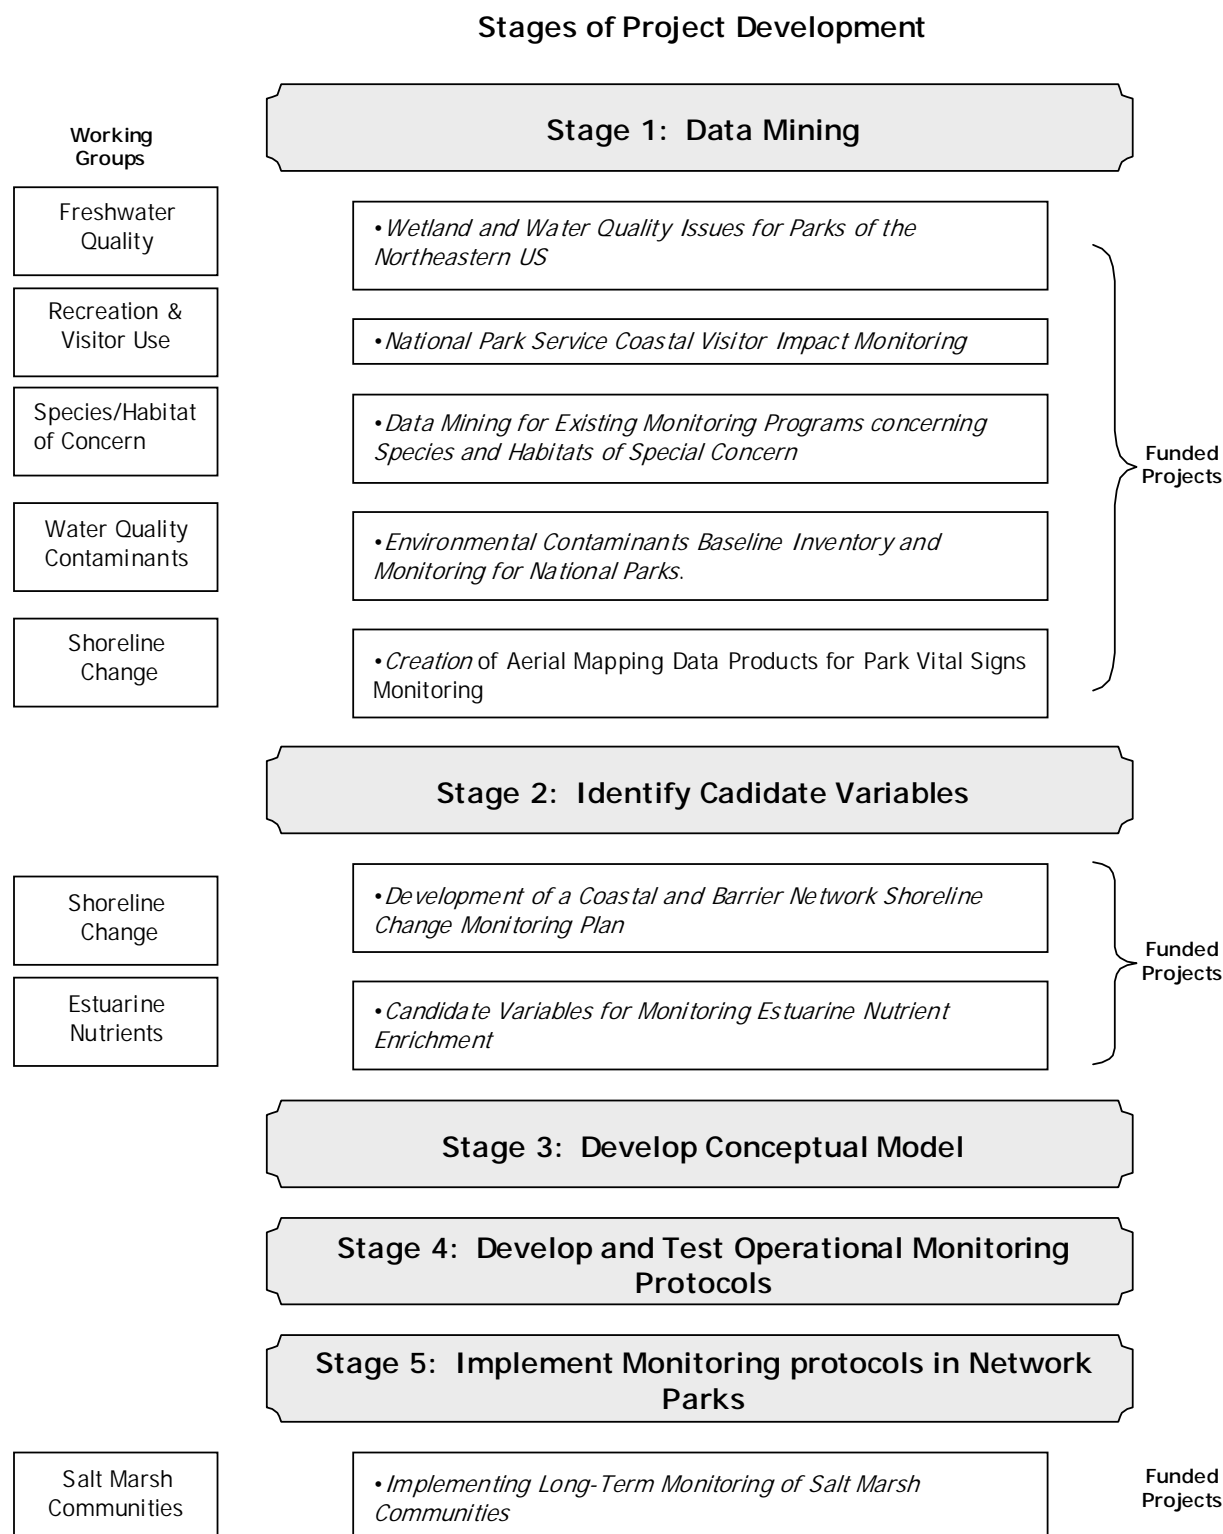 Stages of Project Development
Stage 1: Data Mining
Working
Groups
Freshwater
Quality
• Wetland and Water Quality Issues for Parks of the
Northeastern US
Recreation &
Visitor Use
• National Park Service Coastal Visitor Impact Monitoring
Species/Habitat
of Concern
• Data Mining for Existing Monitoring Programs concerning
Species and Habitats of Special Concern
Funded
Projects
Water Quality
Contaminants
• Environmental Contaminants Baseline Inventory and
Monitoring for National Parks.
Shoreline
Change
• Creation of Aerial Mapping Data Products for Park Vital Signs
Monitoring
Stage 2: Identify Cadidate Variables
Shoreline
Change
• Development of a Coastal and Barrier Network Shoreline
Change Monitoring Plan
Funded
Projects
Estuarine
Nutrients
• Candidate Variables for Monitoring Estuarine Nutrient
Enrichment
Stage 3: Develop Conceptual Model
Stage 4: Develop and Test Operational Monitoring
Protocols
Stage 5: Implement Monitoring protocols in Network
Parks
Salt Marsh
Communities
• Implementing Long-Term Monitoring of Salt Marsh
Communities
Funded
Projects